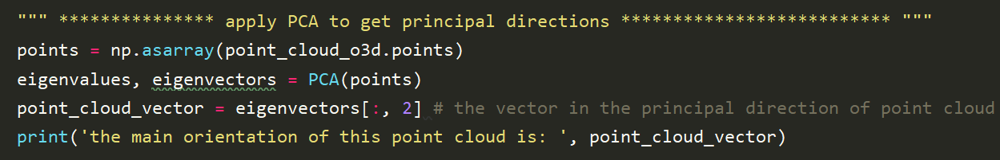 """ *************** apply PCA to get principal directions ************************** """
points = np.asarray(point_cloud_o3d.points)
eigenvalues, eigenvectors = PCA(points)
point_cloud_vector = eigenvectors[:, 2] # the vector in the principal direction of point cloud
print('the main orientation of this point cloud is: ', point_cloud_vector)